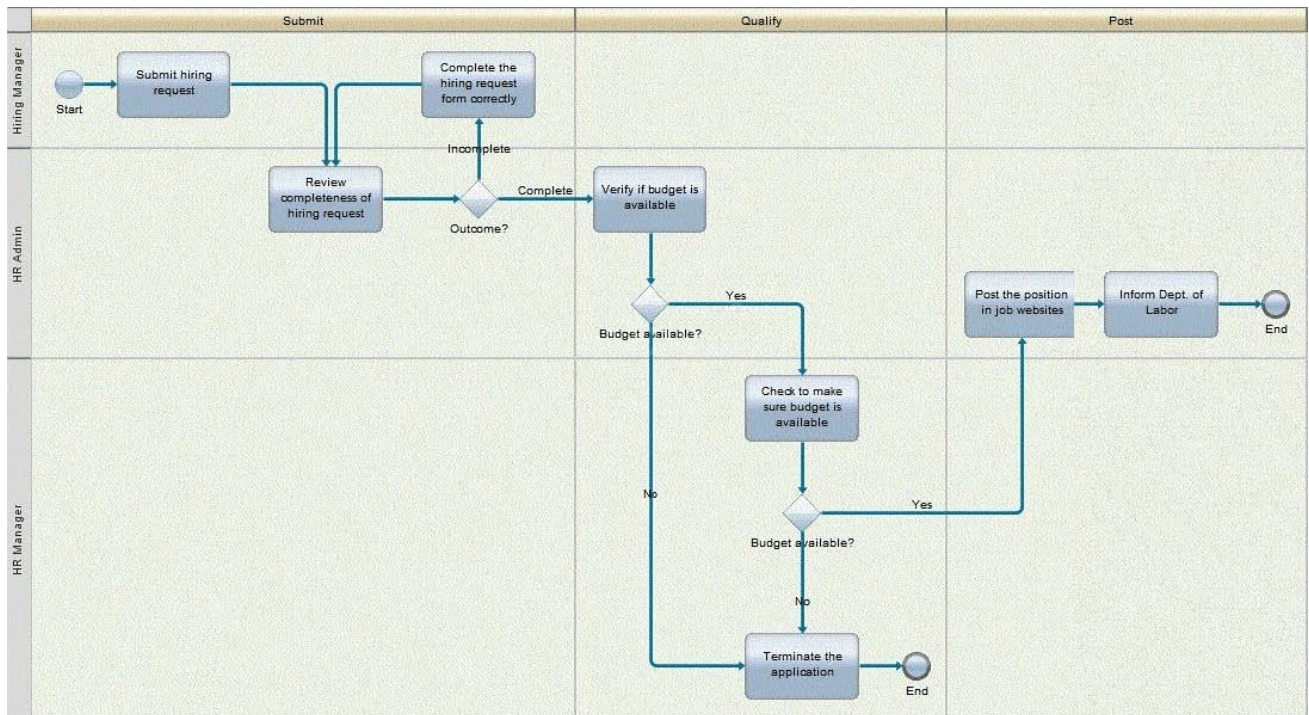 Submit
Qualify
Post
Hiring Manager
Start
Submit hiring
request
Complete the
hiring request
form correctly
Incomplete
HR Admin
Review
completeness of
hiring request
Outcome?
Complete
Verify if budget is
available
Budget available?
Yes
Post the position
in job websites
Inform Dept. of
Labor
End
HR Manager
Check to make
sure budget is
available
No
Budget available?
Yes
No
Terminate the
application
End